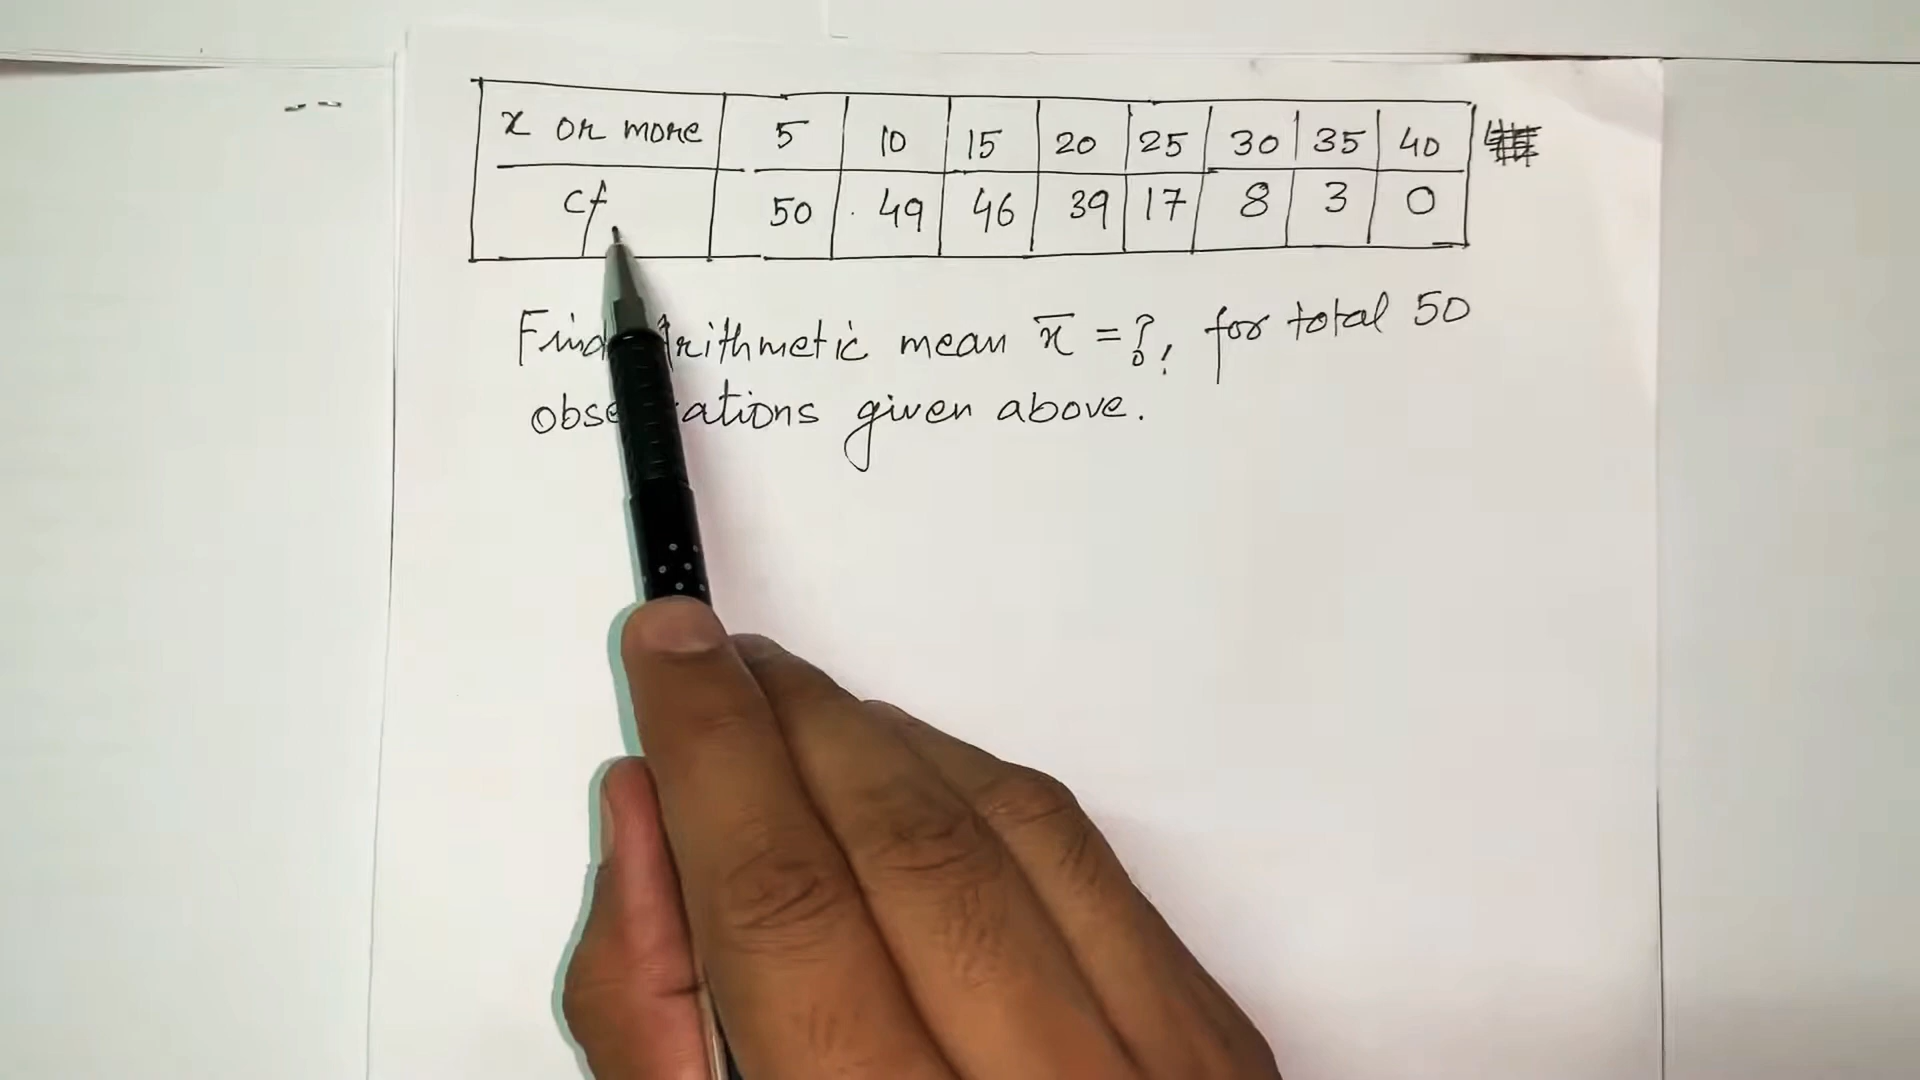 x or more 5 10 15 20 25 30 35 40
cf 50 49 46 39 17 8 3 0
Find Arithmetic mean x̄ = ?, for total 50
given above.